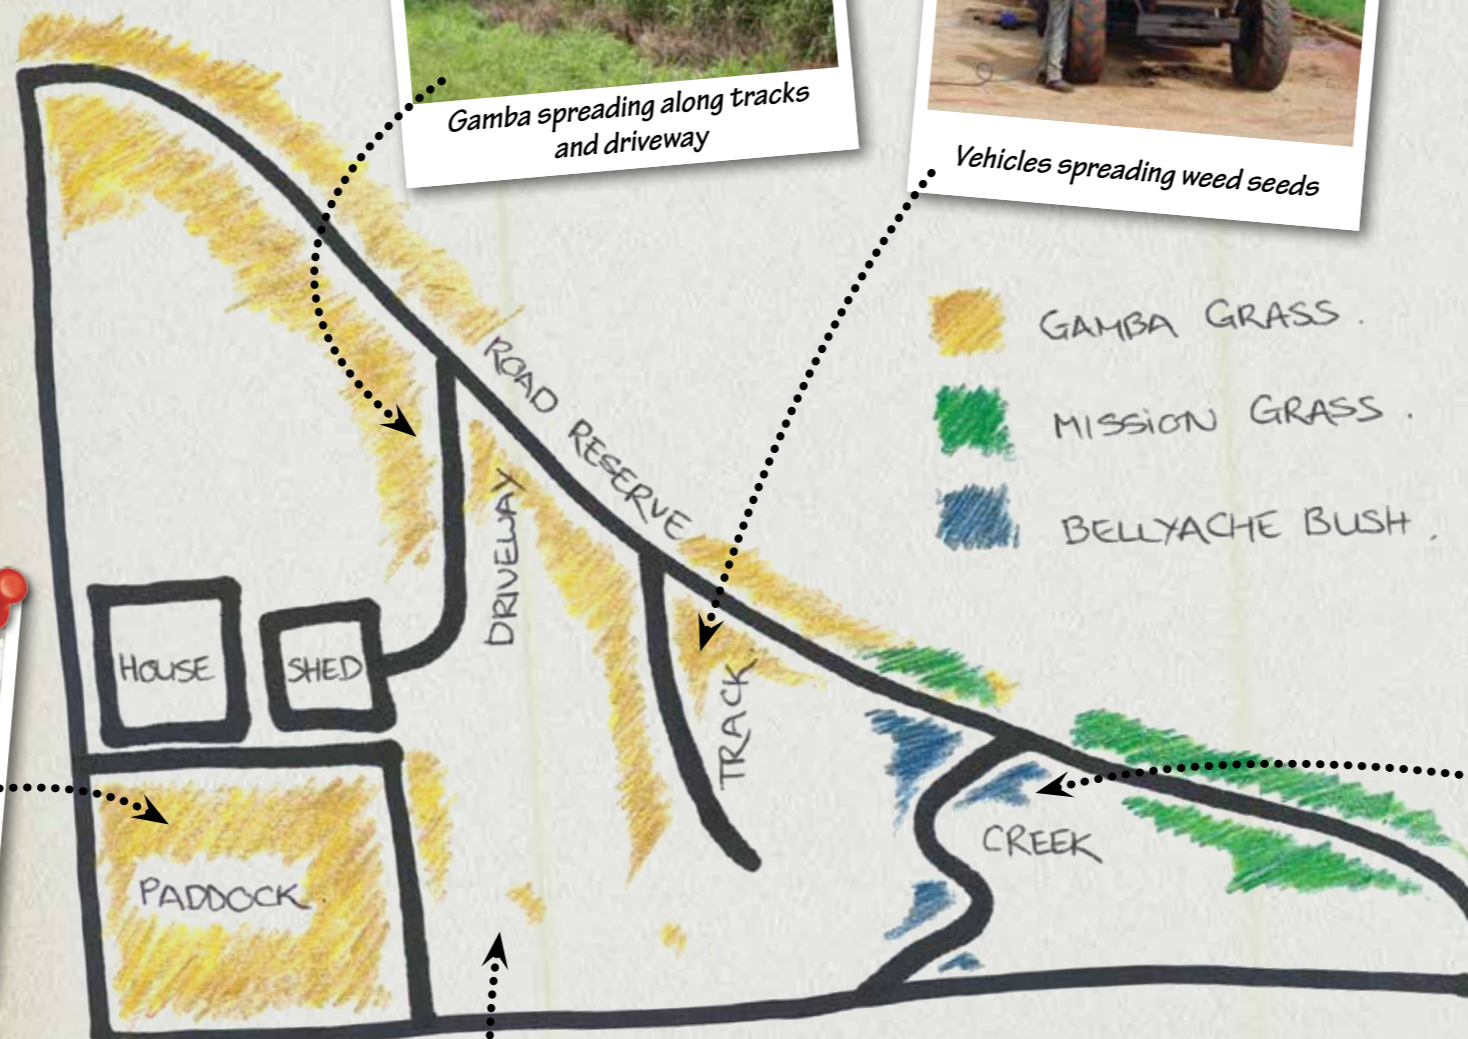 Gamba spreading along tracks
and driveway
Vehicles spreading weed seeds
GAMBA GRASS.
MISSION GRASS.
BELLYACHE BUSH.
ROAD RESERVE
DRIVEWAY
HOUSE
SHED
TRACK
CREEK
PADDOCK.